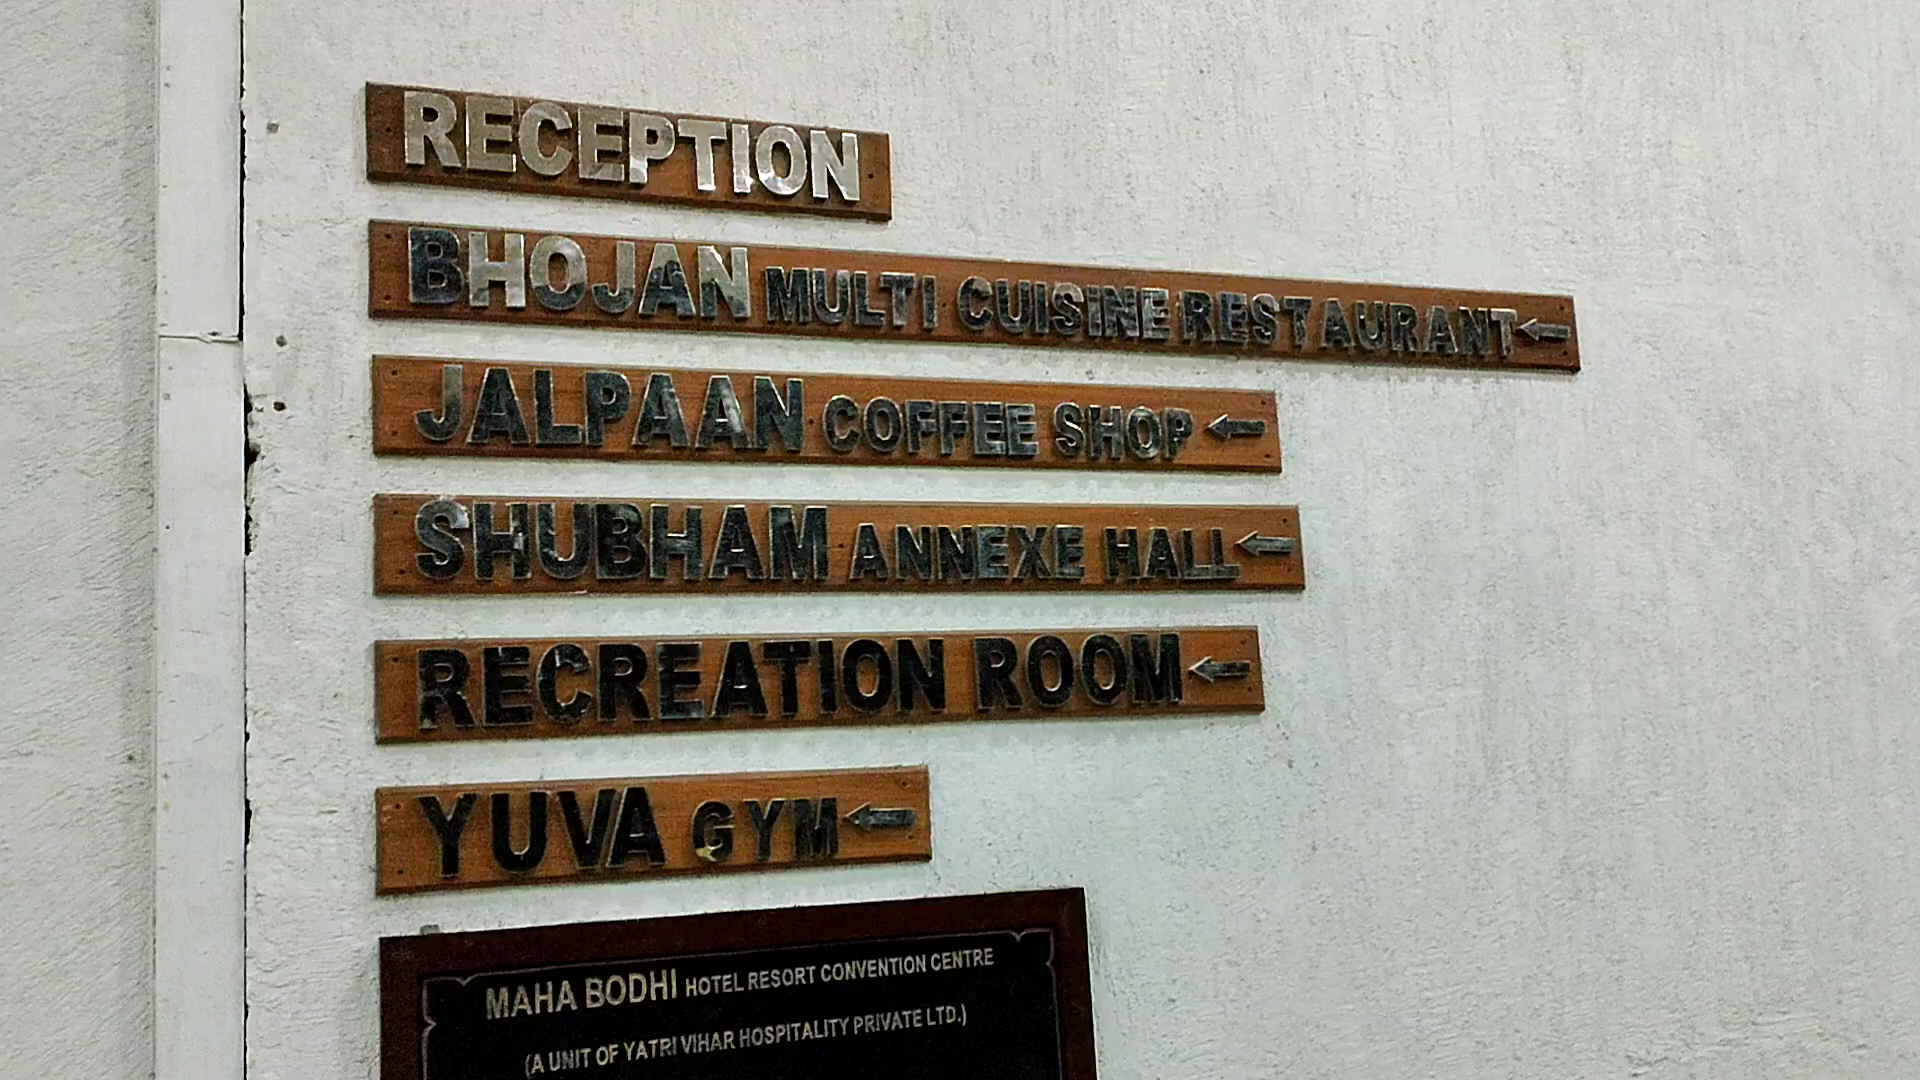 RECEPTION
BHOJAN MULTI CUISINE RESTAURANT
JALPAAN COFFEE SHOP
SHUBHAM ANNEXE HALL
RECREATION ROOM
YUVA GYM
MAHA BODHI HOTEL RESORT CONVENTION CENTRE
(A UNIT OF YATRI VIHAR HOSPITALITY PRIVATE LTD.)